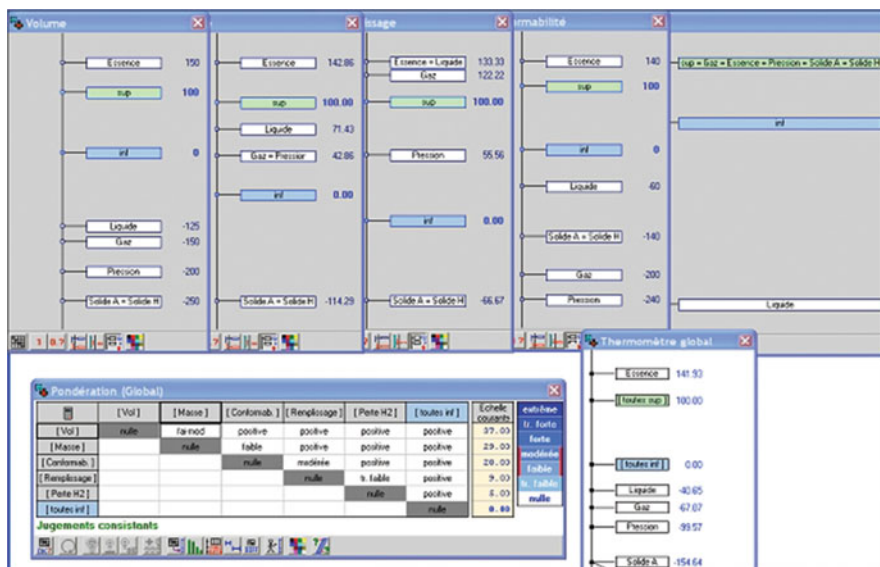 Volume
Essence 150
sup 100
inf 0
Liquide -125
Gaz -150
Pression -200
Solide A = Solide H -250
Essence 142.86
sup 100.00
Liquide 71.43
Gaz = Pression 42.86
inf 0.00
Solide A = Solide H -114.29
issage
Essence = Liquide 133.33
Gaz 122.22
sup 100.00
Pression 55.56
inf 0.00
Solide A = Solide H -66.67
rmabilité
Essence 140
sup 100
inf 0
Liquide -60
Solide A = Solide H -140
Gaz -200
Pression -240
sup = Gaz = Essence = Pression = Solide A = Solide H
inf
Liquide
Pondération (Global)
[ Vol ] [ Masse ] [ Conformab. ] [ Remplissage ] [ Perte H2 ] [ toutes inf ] Echelle courante
[ Vol ] nulle fai-mod positive positive positive positive 37.00
[ Masse ] nulle faible positive positive positive 29.00
[ Conformab. ] nulle modérée positive positive 20.00
[ Remplissage ] nulle tr. faible positive 9.00
[ Perte H2 ] nulle positive
[ toutes inf ] nulle 0.00
extrême
tr. forte
forte
modérée
faible
tr. faible
nulle
Jugements consistants
Thermomètre global
Essence 141.93
[ toutes sup ] 100.00
[ toutes inf ] 0.00
Liquide -40.65
Gaz -67.07
Pression -99.57
Solide A -154.64